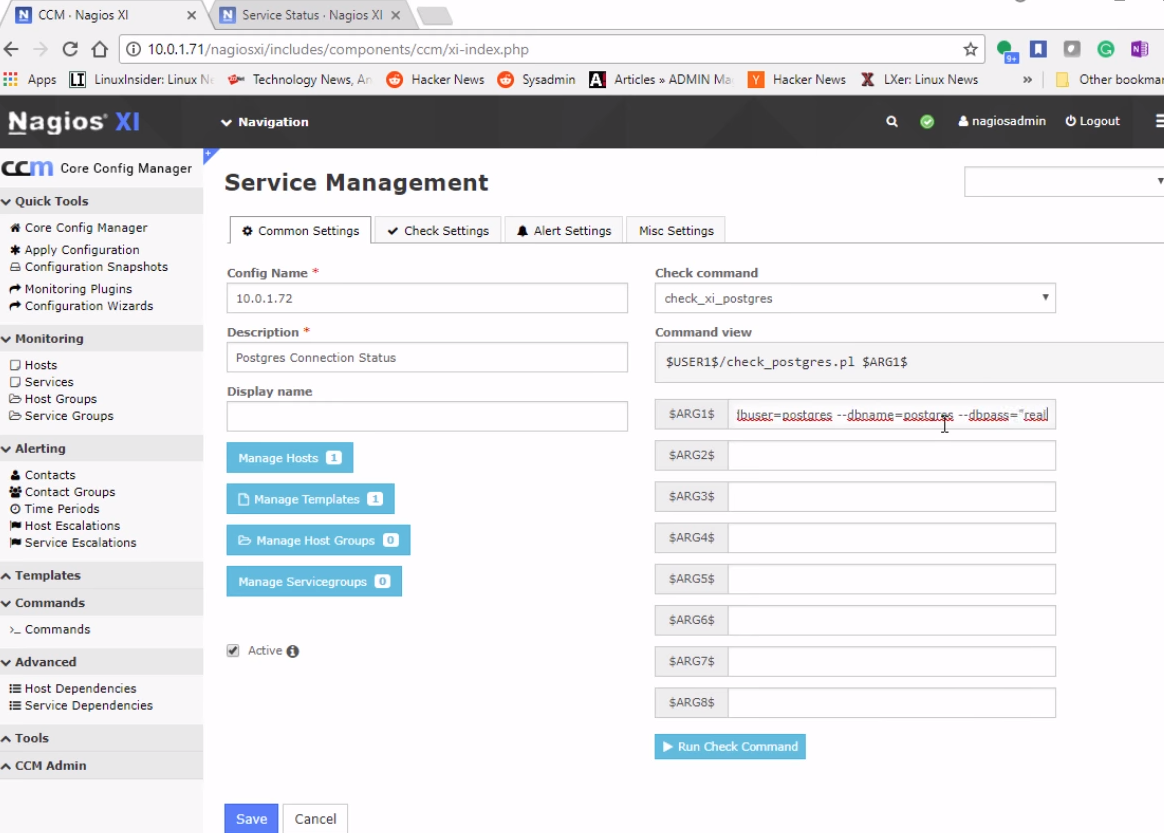 CCM · Nagios XI
Service Status · Nagios XI
10.0.1.71/nagiosxi/includes/components/ccm/xi-index.php
9+
Apps LinuxInsider: Linux Ne Technology News, An Hacker News Sysadmin Articles » ADMIN Ma Hacker News LXer: Linux News » Other bookmar
Nagios® XI
Navigation
nagiosadmin
Logout
ccm Core Config Manager
Quick Tools
Core Config Manager
Apply Configuration
Configuration Snapshots
Monitoring Plugins
Configuration Wizards
Monitoring
Hosts
Services
Host Groups
Service Groups
Alerting
Contacts
Contact Groups
Time Periods
Host Escalations
Service Escalations
Templates
Commands
>_ Commands
Advanced
Host Dependencies
Service Dependencies
Tools
CCM Admin
Service Management
Common Settings
Check Settings
Alert Settings
Misc Settings
Config Name *
10.0.1.72
Description *
Postgres Connection Status
Display name
Manage Hosts 1
Manage Templates 1
Manage Host Groups 0
Manage Servicegroups 0
Active
Check command
check_xi_postgres
Command view
$USER1$/check_postgres.pl $ARG1$
$ARG1$ dbuser=postgres --dbname=postgres --dbpass="real
$ARG2$
$ARG3$
$ARG4$
$ARG5$
$ARG6$
$ARG7$
$ARG8$
Run Check Command
Save
Cancel